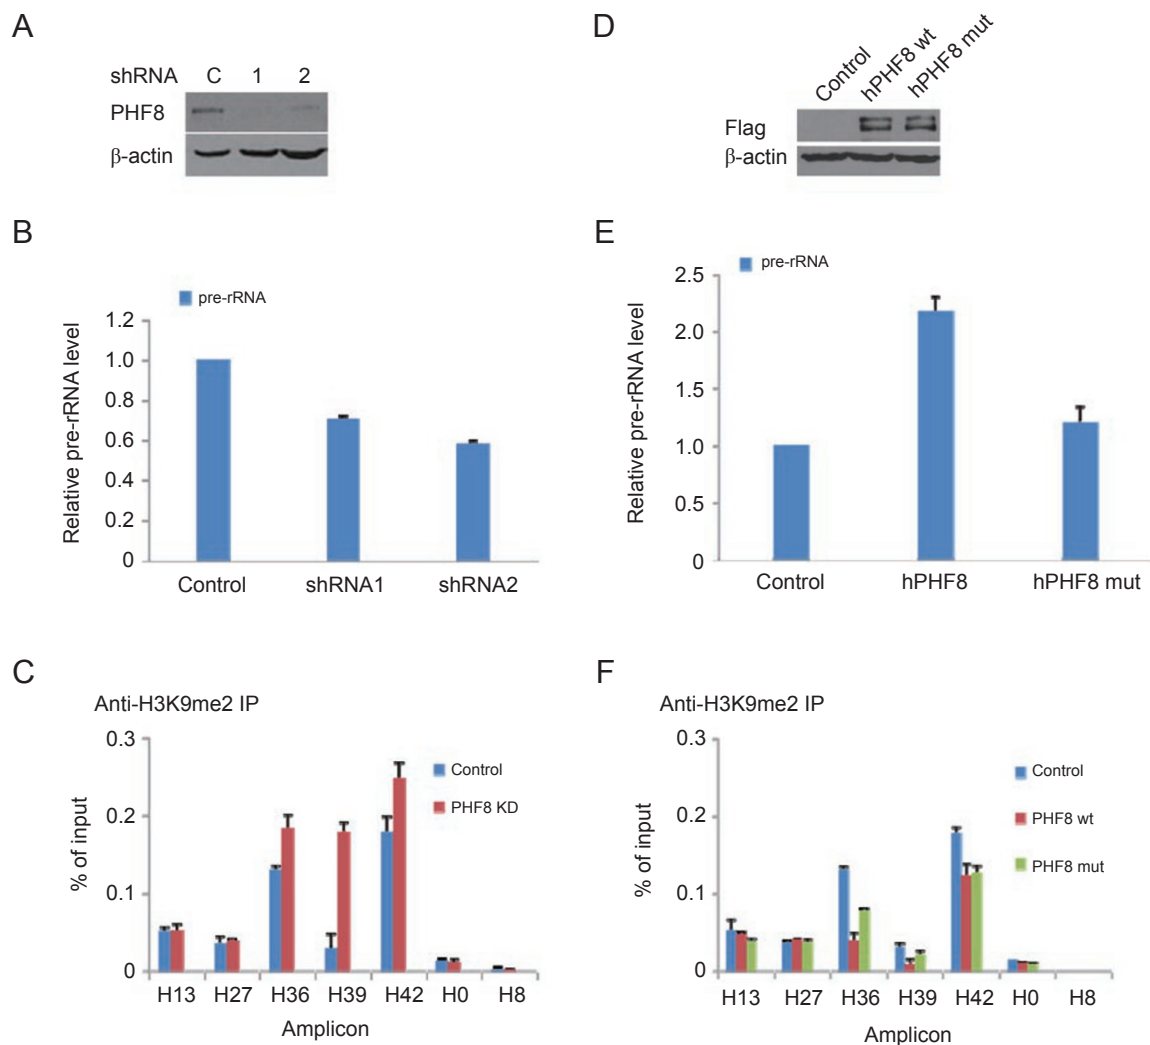 A
shRNA C 1 2
PHF8
β-actin
B
pre-rRNA
Relative pre-rRNA level
1.2
1.0
0.8
0.6
0.4
0.2
0
Control shRNA1 shRNA2
C
Anti-H3K9me2 IP
% of input
0.3
0.2
0.1
0
Control
PHF8 KD
H13 H27 H36 H39 H42 H0 H8
Amplicon
D
Control hPHF8 wt hPHF8 mut
Flag
β-actin
E
pre-rRNA
Relative pre-rRNA level
2.5
2.0
1.5
1.0
0.5
0
Control hPHF8 hPHF8 mut
F
Anti-H3K9me2 IP
% of input
0.3
0.2
0.1
0
Control
PHF8 wt
PHF8 mut
H13 H27 H36 H39 H42 H0 H8
Amplicon